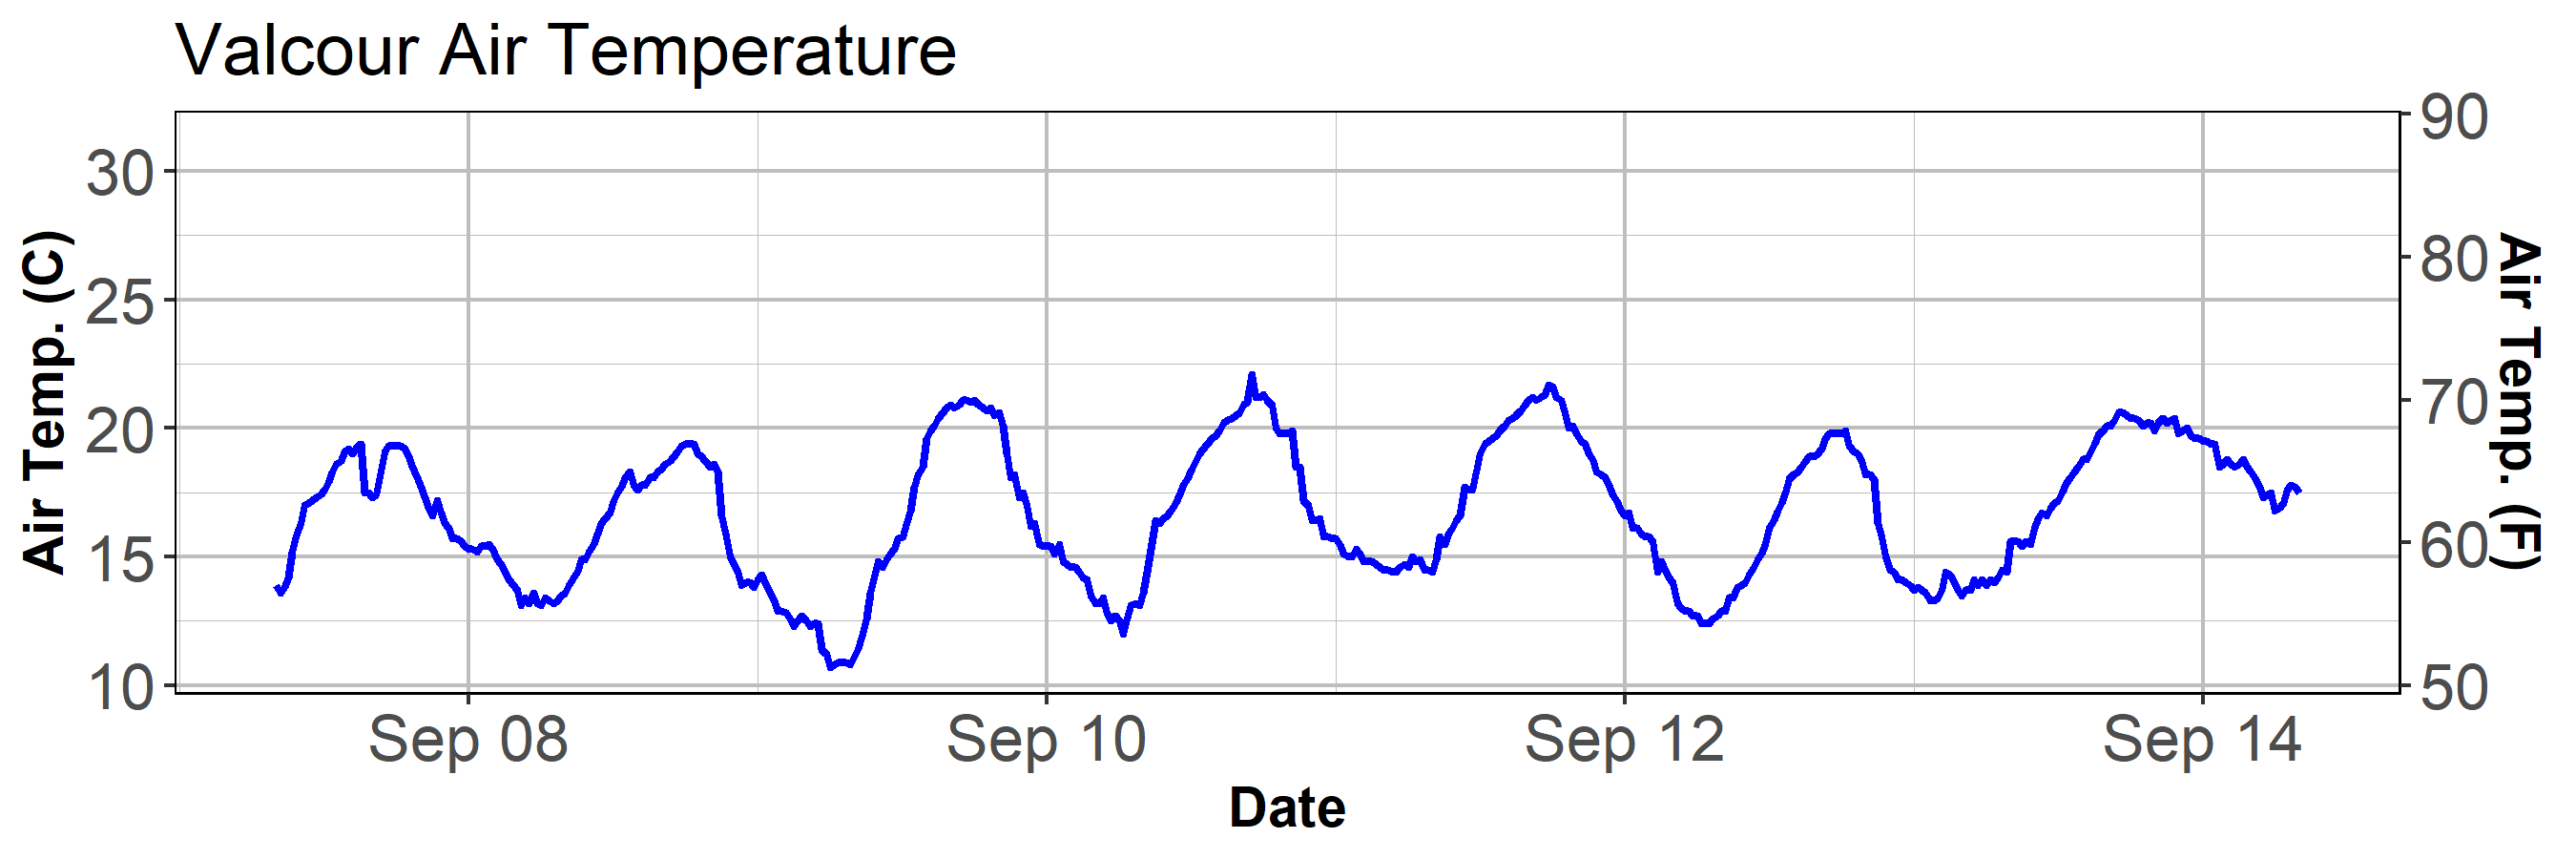 Valcour Air Temperature
Air Temp. (C)
30
25
20
15
10
90
80
70
60
50
Air Temp. (F)
Sep 08
Sep 10
Sep 12
Sep 14
Date